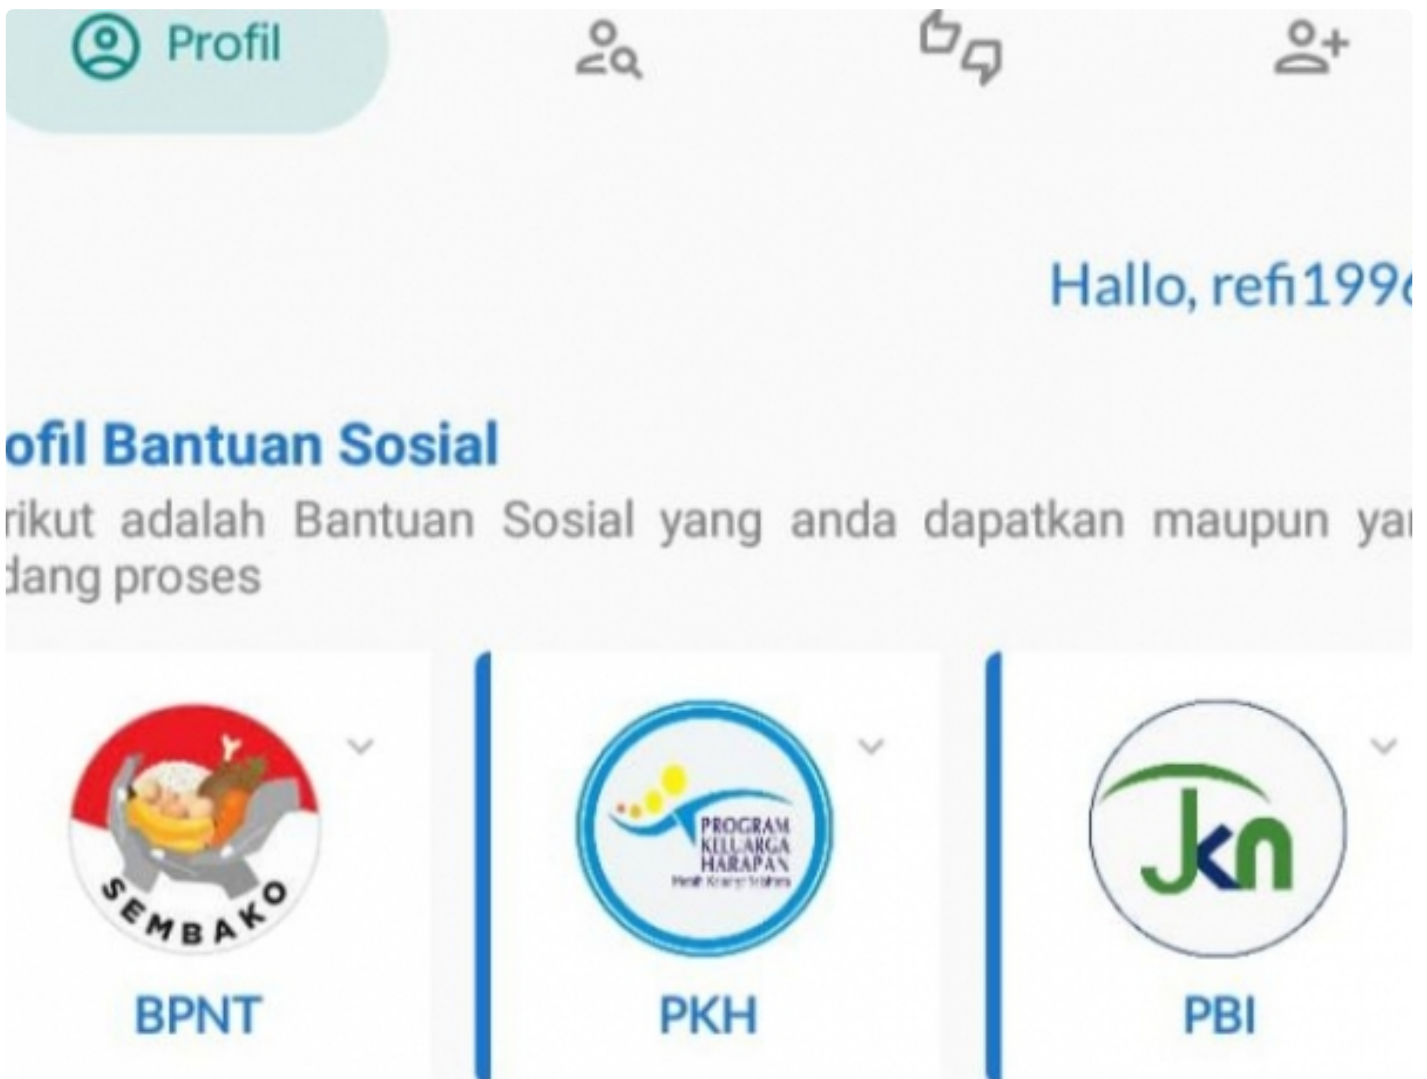 Profil
Hallo, refi199
ofil Bantuan Sosial
rikut adalah Bantuan Sosial yang anda dapatkan maupun yan
dang proses
SEMBAKO
PROGRAM
KELUARGA
HARAPAN
Jkn
BPNT
PKH
PBI